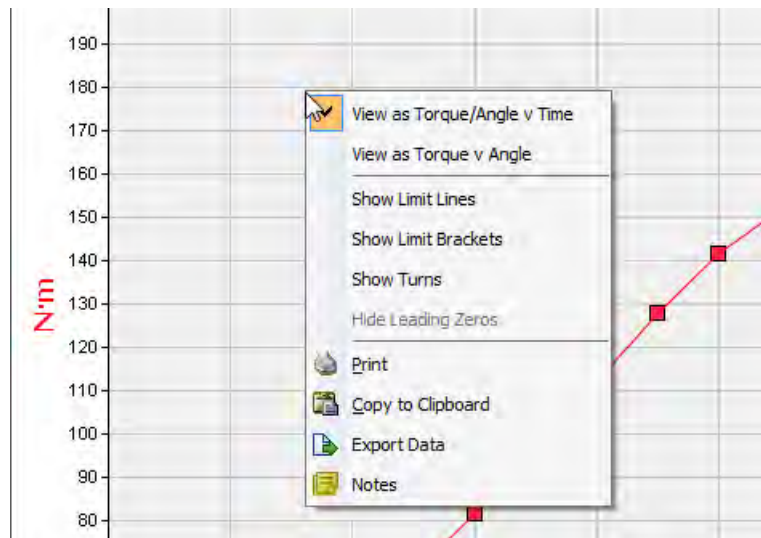 190
180
170
160
150
140
130
120
110
100
90
80
N·m
View as Torque/Angle v Time
View as Torque v Angle
Show Limit Lines
Show Limit Brackets
Show Turns
Hide Leading Zeros
Print
Copy to Clipboard
Export Data
Notes